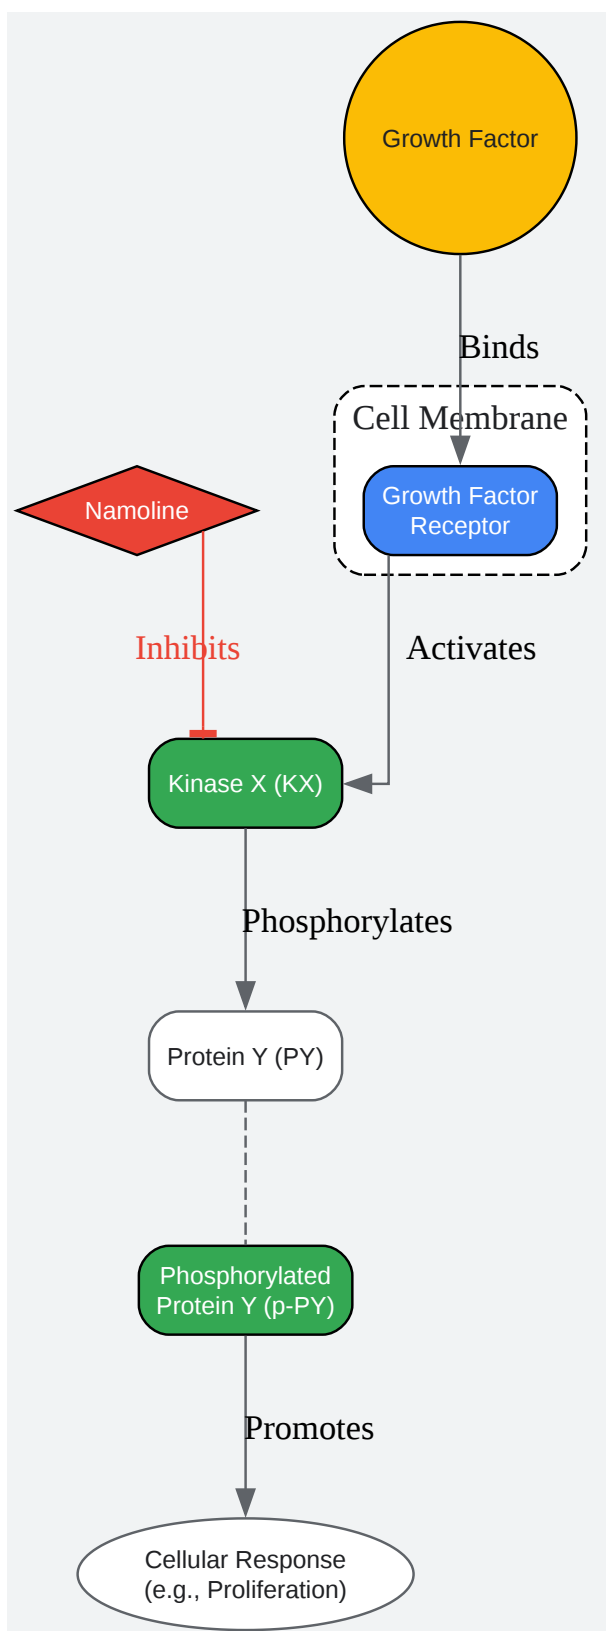 Growth Factor
Binds
Cell Membrane
Growth Factor
Receptor
Namoline
Inhibits
Activates
Kinase X (KX)
Phosphorylates
Protein Y (PY)
Phosphorylated
Protein Y (p-PY)
Promotes
Cellular Response
(e.g., Proliferation)